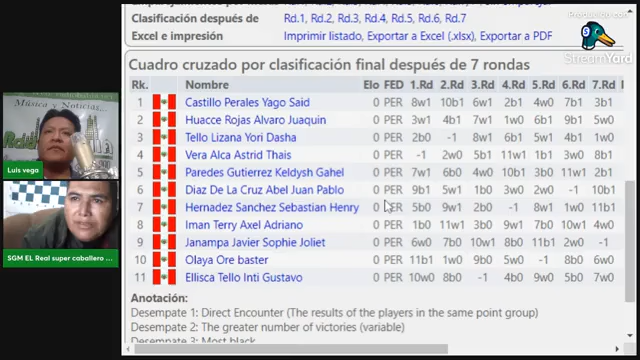 Clasificación después de Rd.1, Rd.2, Rd.3, Rd.4, Rd.5, Rd.6, Rd.7
Excel e impresión Imprimir listado, Exportar a Excel (.xlsx), Exportar a PDF
StreamYard
Cuadro cruzado por clasificación final después de 7 rondas
Rk. Nombre Elo FED 1.Rd 2.Rd 3.Rd 4.Rd 5.Rd 6.Rd 7.Rd
1 Castillo Perales Yago Said 0 PER 8w1 10b1 6w1 2b1 4w0 7b1 3b1
2 Huacce Rojas Alvaro Juaquin 0 PER 3w1 4b1 7w1 1w0 6b1 9b1 5w0
3 Tello Lizana Yori Dasha 0 PER 2b0 -1 8w1 6b1 5w1 4b1 1w0
4 Vera Alca Astrid Thais 0 PER -1 2w0 5b1 11w1 1b1 3w0 8b1
5 Paredes Gutierrez Keldysh Gahel 0 PER 7w1 6b0 4w0 10b1 3b0 11w1 2b1
6 Diaz De La Cruz Abel Juan Pablo 0 PER 9b1 5w1 1b0 3w0 2w0 -1 10b1
7 Hernadez Sanchez Sebastian Henry 0 PER 5b0 9w1 2b0 -1 8w1 1w0 11b1
8 Iman Terry Axel Adriano 0 PER 1b0 11w1 3b0 9w1 7b0 10w1 4w0
9 Janampa Javier Sophie Joliet 0 PER 6w0 7b0 10w1 8b0 11b1 2w0 -1
10 Olaya Ore baster 0 PER 11b1 1w0 9b0 5w0 -1 8b0 6w0
11 Ellisca Tello Inti Gustavo 0 PER 10w0 8b0 -1 4b0 9w0 5b0 7w0
Anotación:
Desempate 1: Direct Encounter (The results of the players in the same point group)
Desempate 2: The greater number of victories (variable)
Desempate 3: Most black
Música y Noticias...
Luis vega
SGM EL Real super caballero